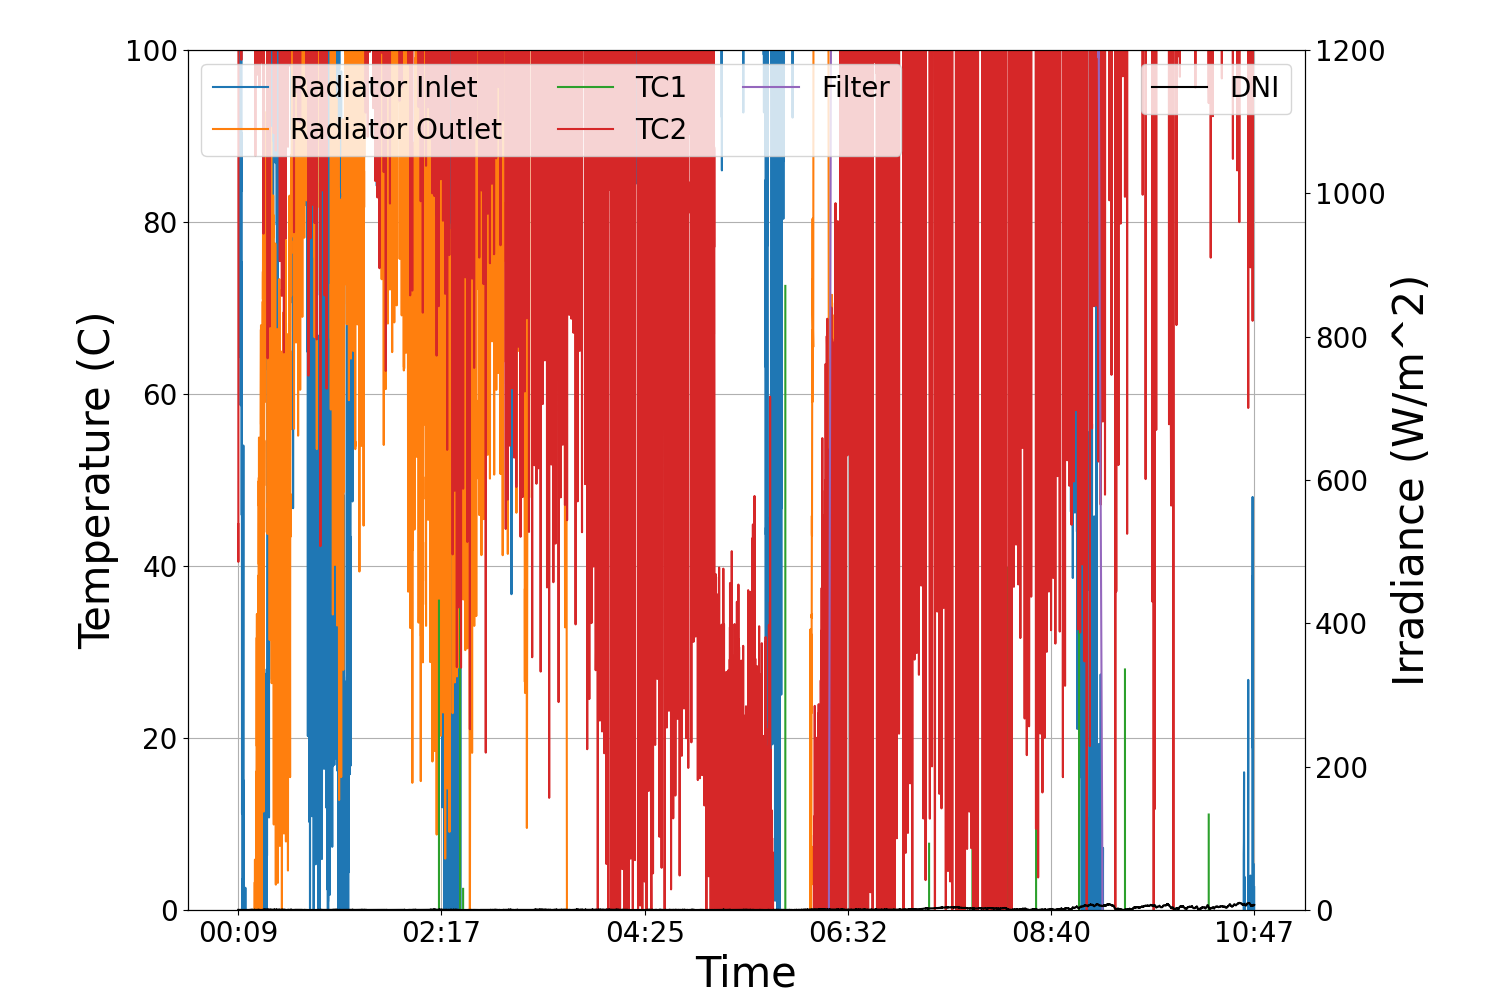 100
80
60
40
20
0
Temperature (C)
Radiator Inlet
Radiator Outlet
TC1
TC2
Filter
DNI
1200
1000
800
600
400
200
0
Irradiance (W/m^2)
00:09 02:17 04:25 06:32 08:40 10:47
Time